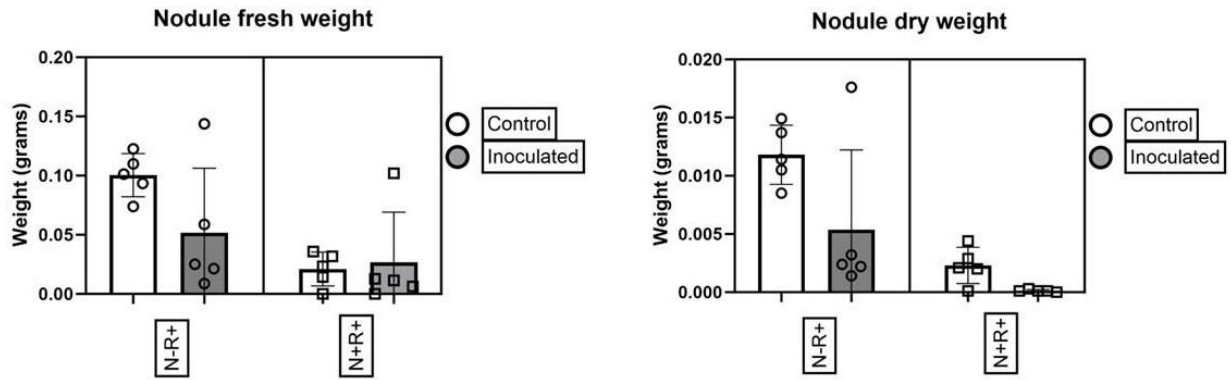 Nodule fresh weight
Weight (grams)
0.20
0.15
0.10
0.05
0.00
N-R+
N+R+
Control
Inoculated
Nodule dry weight
Weight (grams)
0.020
0.015
0.010
0.005
0.000
N-R+
N+R+
Control
Inoculated